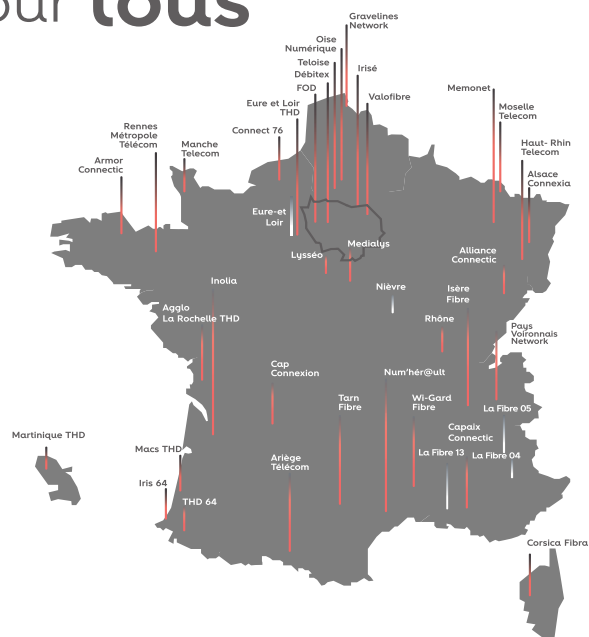 our tous
Gravelines
Network
Oise
Numérique
Teloise
Irisé
Débitex
FOD
Valofibre
Memonet
Eure et Loir
THD
Moselle
Telecom
Rennes
Métropole
Télécom
Connect 76
Manche
Telecom
Haut- Rhin
Telecom
Armor
Connectic
Alsace
Connexia
Eure-et
Loir
Medialys
Lysséo
Alliance
Connectic
Inolia
Nièvre
Isère
Fibre
Agglo
La Rochelle THD
Rhône
Pays
Voironnais
Network
Cap
Connexion
Num'hér@ult
Tarn
Fibre
Wi-Gard
Fibre
La Fibre 05
Capaix
Connectic
Martinique THD
Macs THD
La Fibre 13
La Fibre 04
Ariège
Télécom
Iris 64
THD 64
Corsica Fibra